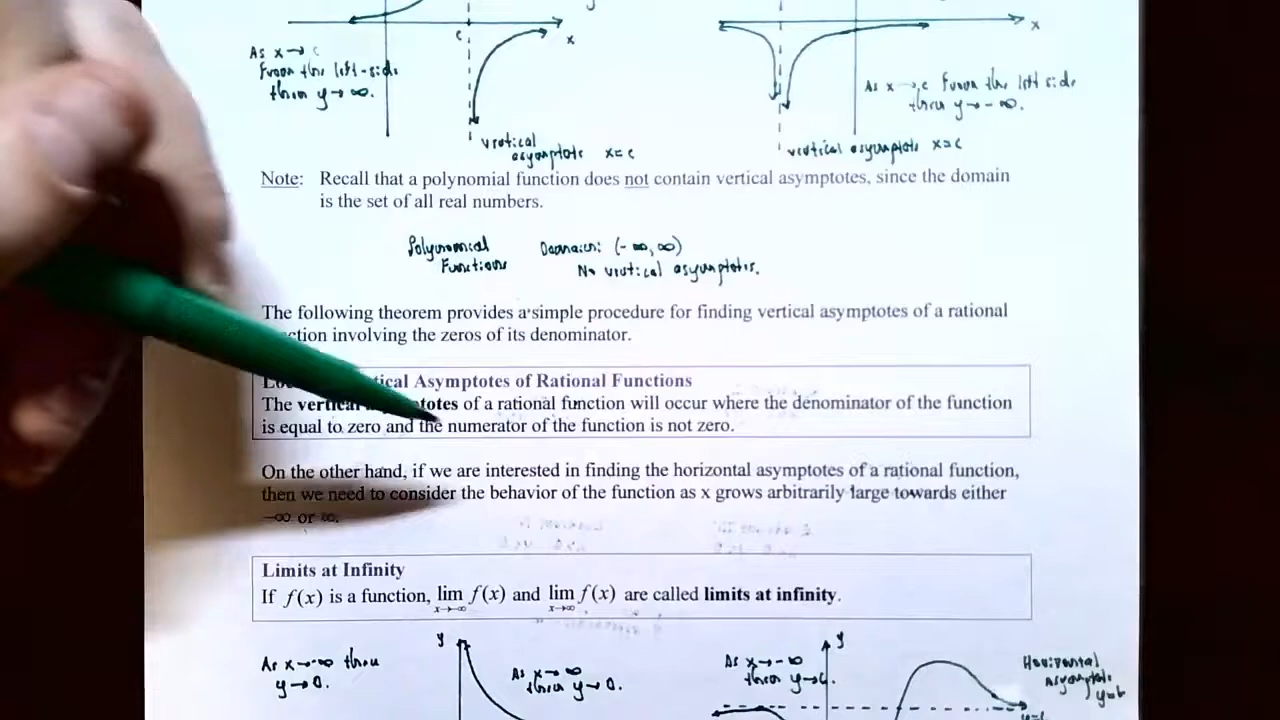 y
x
c
x
As x→c
From the left-side
then y→∞.
As x→c From the left side
then y→-∞.
vertical
asymptote x=c
vertical asymptote x=c
Note: Recall that a polynomial function does not contain vertical asymptotes, since the domain
is the set of all real numbers.
Polynomial
Functions
Domain: (-∞,∞)
No vertical asymptotes.
The following theorem provides a simple procedure for finding vertical asymptotes of a rational
involving the zeros of its denominator.
Asymptotes of Rational Functions
The of a rational function will occur where the denominator of the function
is equal to zero and the numerator of the function is not zero.
On the other hand, if we are interested in finding the horizontal asymptotes of a rational function,
then we need to consider the behavior of the function as x grows arbitrarily large towards either
-∞ or ∞.
Limits at Infinity
If f(x) is a function, lim x→-∞ f(x) and lim x→∞ f(x) are called limits at infinity.
y
As x→-∞ then
y→0.
As x→∞
then y→0.
y
As x→-∞
then y→
Horizontal
Asymptote
y=b